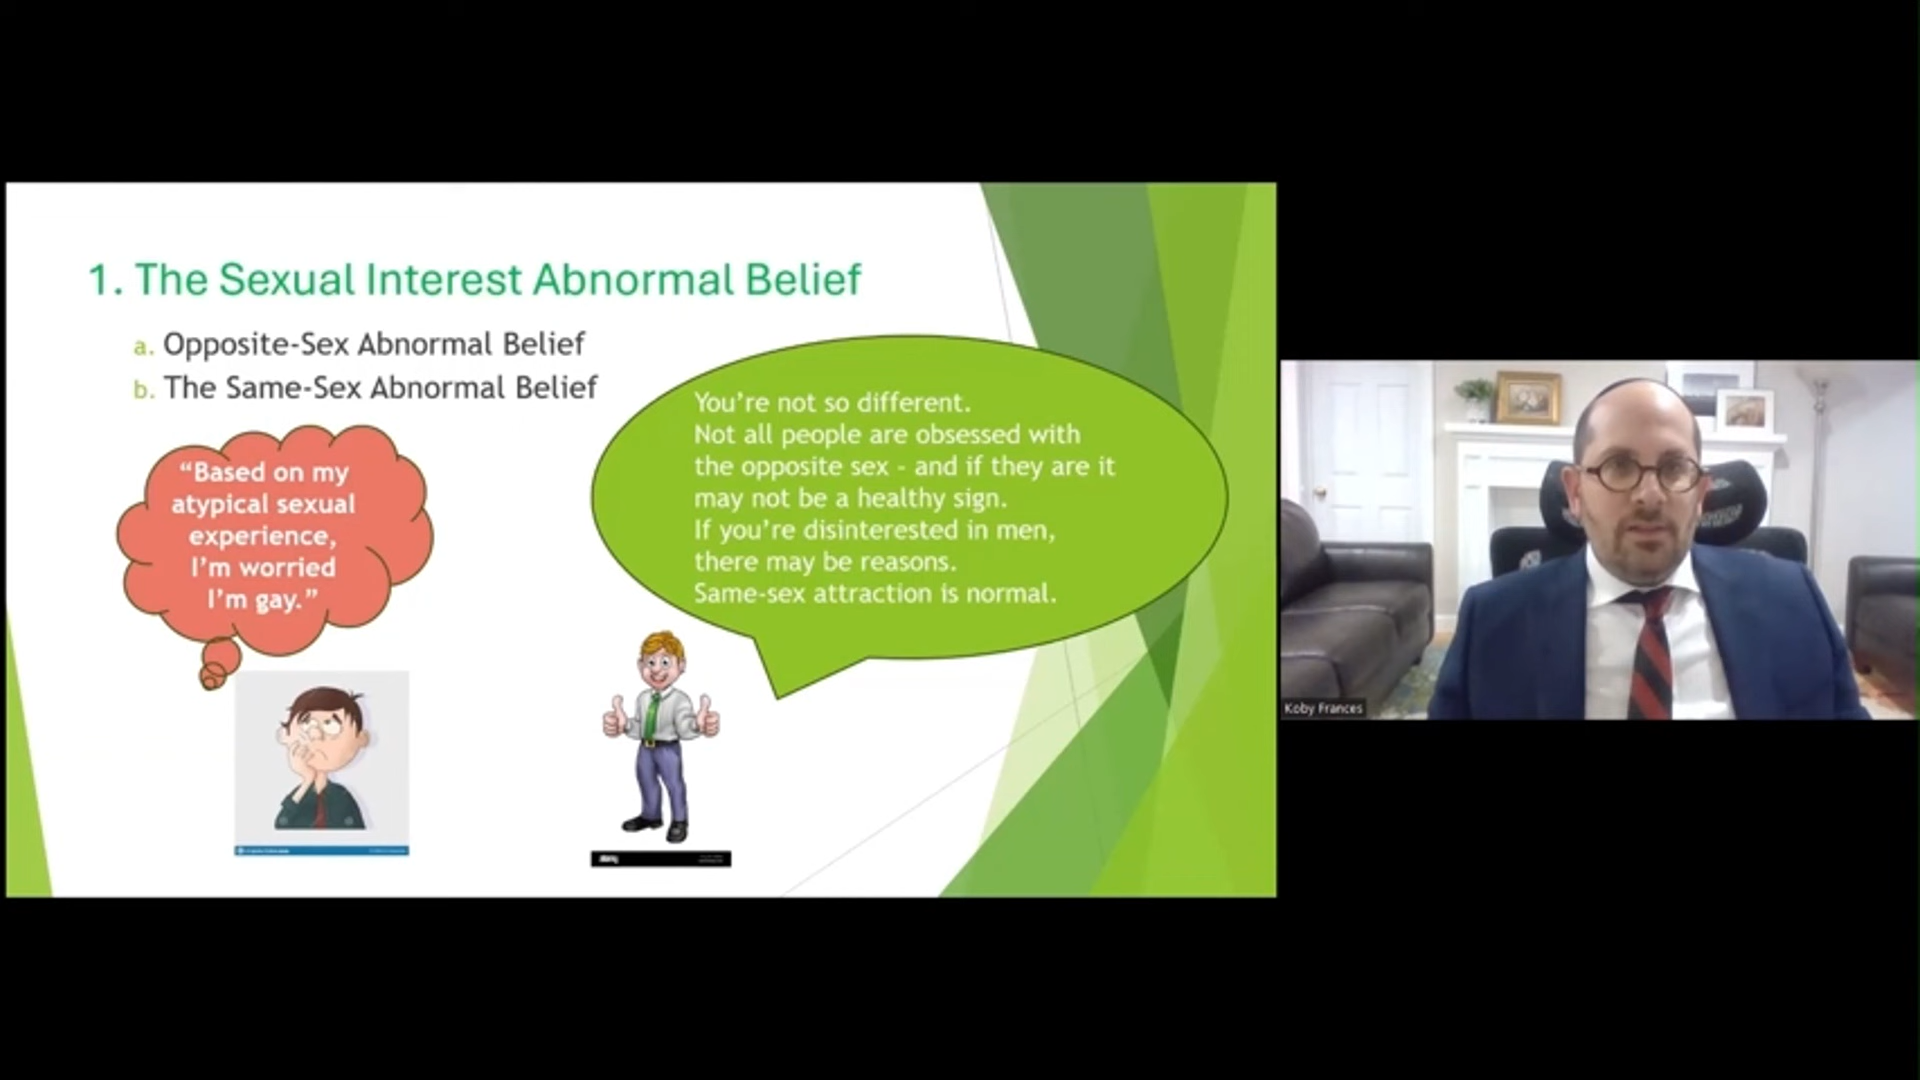 1. The Sexual Interest Abnormal Belief
a. Opposite-Sex Abnormal Belief
b. The Same-Sex Abnormal Belief
“Based on my
atypical sexual
experience,
I’m worried
I’m gay.”
You’re not so different.
Not all people are obsessed with
the opposite sex - and if they are it
may not be a healthy sign.
If you’re disinterested in men,
there may be reasons.
Same-sex attraction is normal.
Koby Frances